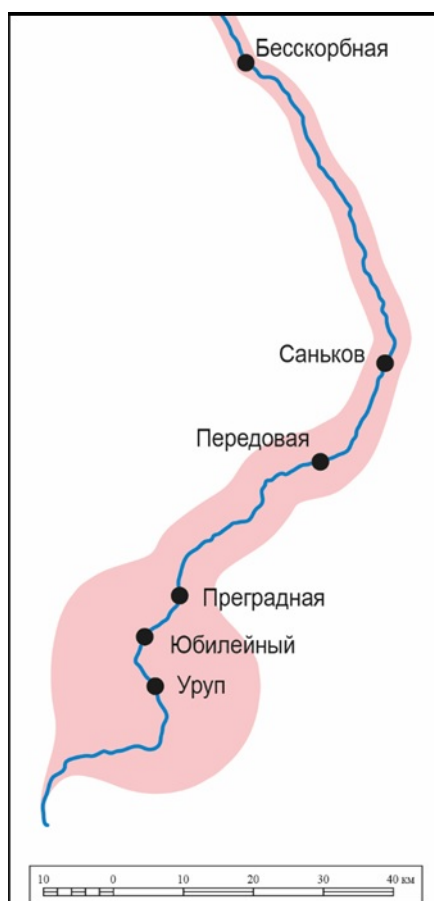 Бесскорбная
Саньков
Передовая
Преградная
Юбилейный
Уруп
10 0 10 20 30 40 км